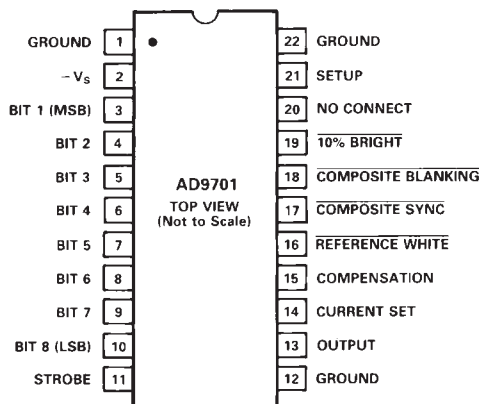 GROUND 1
−VS 2
BIT 1 (MSB) 3
BIT 2 4
BIT 3 5
BIT 4 6
BIT 5 7
BIT 6 8
BIT 7 9
BIT 8 (LSB) 10
STROBE 11
AD9701
TOP VIEW
(Not to Scale)
22 GROUND
21 SETUP
20 NO CONNECT
19 10% BRIGHT
18 COMPOSITE BLANKING
17 COMPOSITE SYNC
16 REFERENCE WHITE
15 COMPENSATION
14 CURRENT SET
13 OUTPUT
12 GROUND